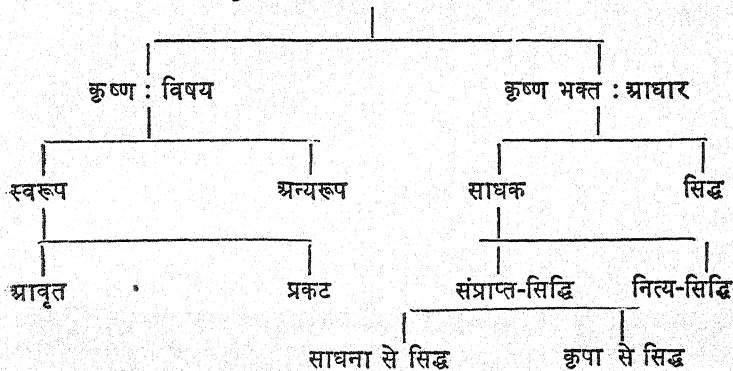 कृष्ण : विषय कृष्ण भक्त : आधार
स्वरूप अन्यरूप साधक सिद्ध
आवृत प्रकट संप्राप्त-सिद्धि नित्य-सिद्धि
साधना से सिद्ध कृपा से सिद्ध